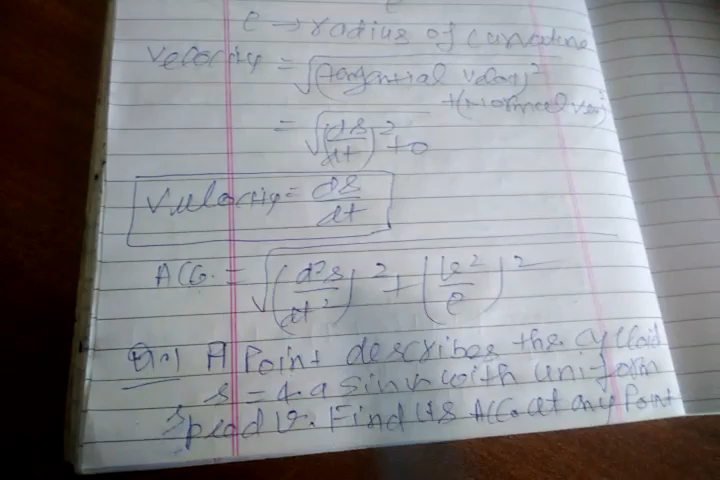 e → radius of curvature
Velocity = √(tangential velocity)²
+(normal vel)²
= √(ds/dt)² + 0
Velocity = ds/dt
ACC. = √(d²s/dt²)² + (v²/e)²
Qn.1 A Point describes the cycloid
s = 4a sinψ with uniform
speed v. Find its Acc. at any Point